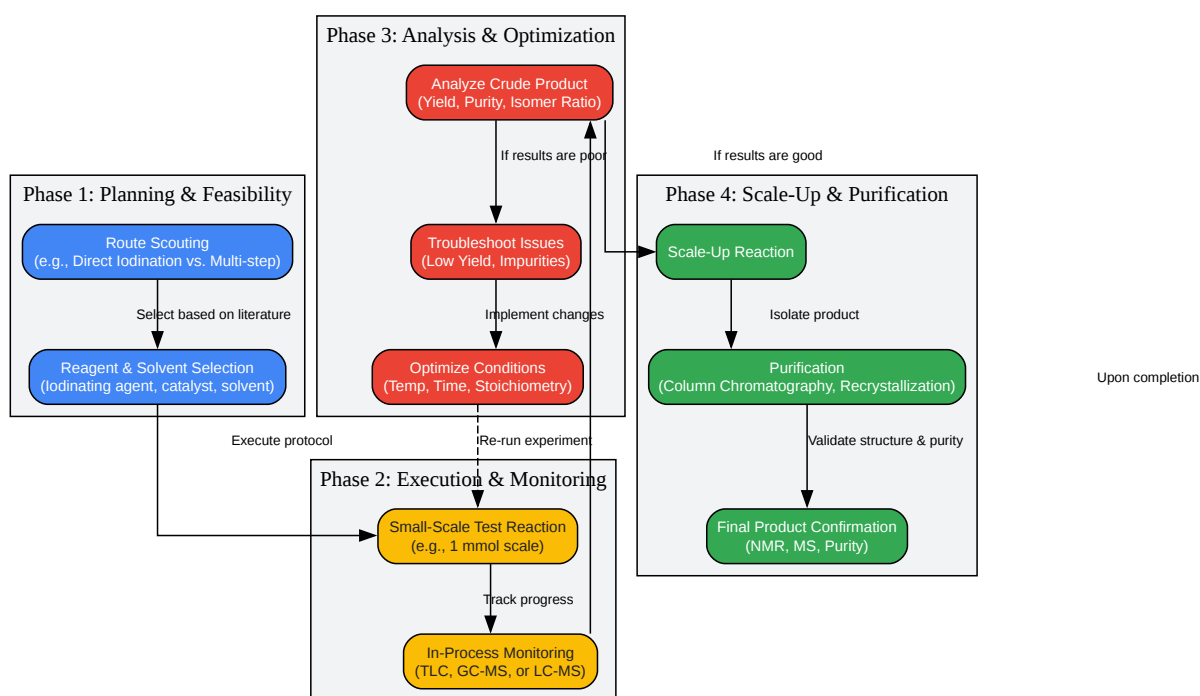 Phase 3: Analysis & Optimization
Analyze Crude Product
(Yield, Purity, Isomer Ratio)
If results are poor
If results are good
Phase 1: Planning & Feasibility
Route Scouting
(e.g., Direct Iodination vs. Multi-step)
Select based on literature
Reagent & Solvent Selection
(Iodinating agent, catalyst, solvent)
Troubleshoot Issues
(Low Yield, Impurities)
Implement changes
Optimize Conditions
(Temp, Time, Stoichiometry)
Phase 4: Scale-Up & Purification
Scale-Up Reaction
Isolate product
Purification
(Column Chromatography, Recrystallization)
Upon completion
Validate structure & purity
Final Product Confirmation
(NMR, MS, Purity)
Execute protocol
Re-run experiment
Phase 2: Execution & Monitoring
Small-Scale Test Reaction
(e.g., 1 mmol scale)
Track progress
In-Process Monitoring
(TLC, GC-MS, or LC-MS)